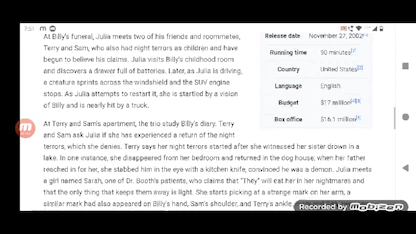 At Billy's funeral, Julia meets two of his friends and roommates,
Terry and Sam, who also had night terrors as children and have
begun to believe his claims. Julia visits Billy's childhood room
and discovers a drawer full of batteries. Later, as Julia is driving,
a creature sprints across the windshield and the SUV engine
stops. As Julia attempts to restart it, she is startled by a vision
of Billy and is nearly hit by a truck.
Release date November 27, 2002
Running time 90 minutes
Country United States
Language English
Budget $17 million
Box office $16.1 million
At Terry and Sam's apartment, the trio study Billy's diary. Terry
and Sam ask Julia if she has experienced a return of the night
terrors, which she denies. Terry says her night terrors started after she witnessed her sister drown in a
lake. In one instance, she disappeared from her bedroom and returned in the dog house; when her father
reached in for her, she stabbed him in the eye with a kitchen knife, convinced he was a demon. Julia meets
a girl named Sarah, one of Dr. Booth's patients, who claims that "They" will eat her in her nightmares and
that the only thing that keeps them away is light. She starts picking at a strange mark on her arm, a
similar mark had also appeared on Billy's hand, Sam's shoulder, and Terry's ankle
Recorded by Mobizen